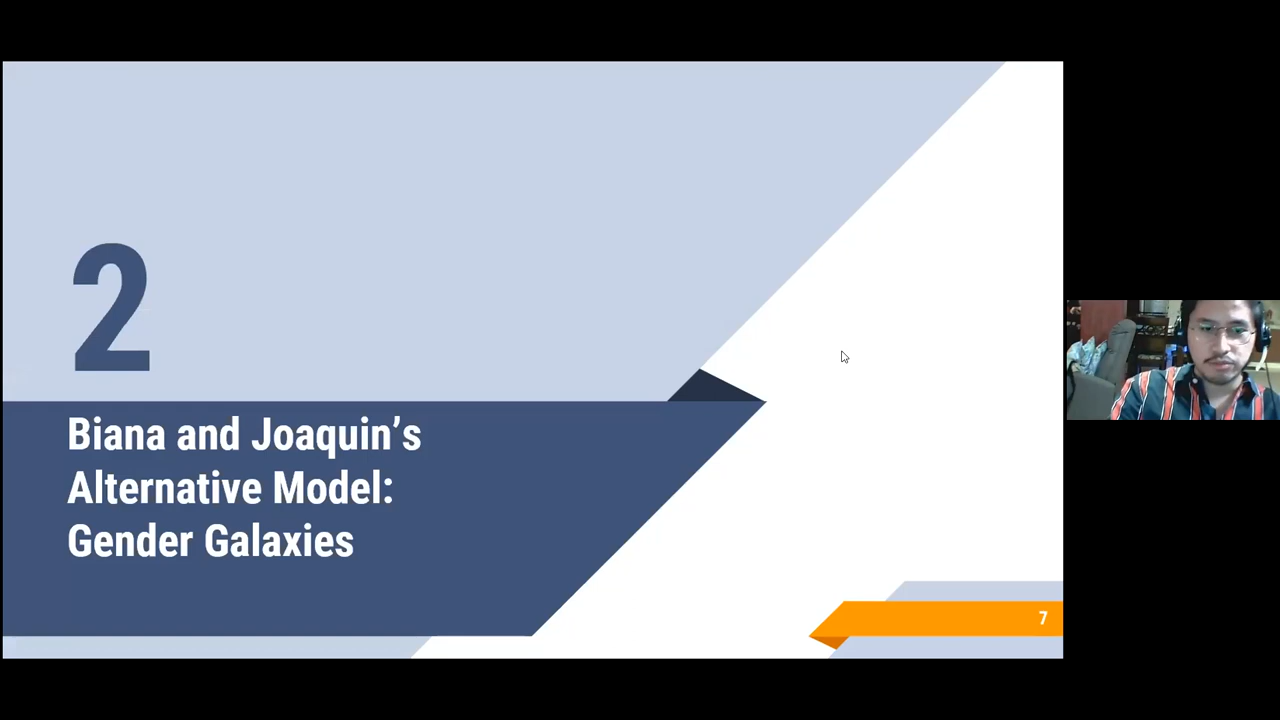 2
Biana and Joaquin's
Alternative Model:
Gender Galaxies
7